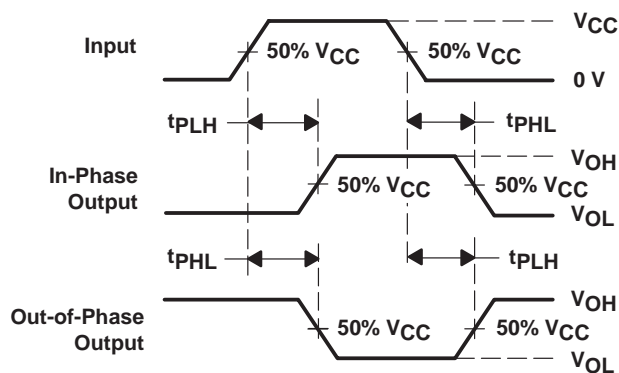 VCC
Input
50% VCC
50% VCC
0 V
tPLH
tPHL
In-Phase
Output
50% VCC
50% VCC
VOH
VOL
tPHL
tPLH
Out-of-Phase
Output
50% VCC
50% VCC
VOH
VOL